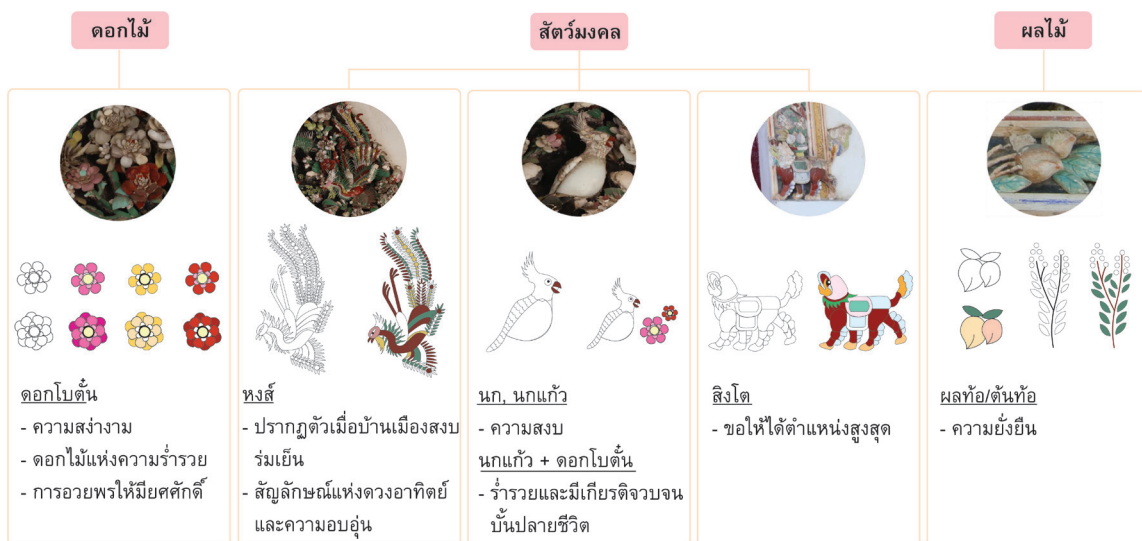 ดอกไม้
สัตว์มงคล
ผลไม้
ดอกโบตั๋น
- ความสง่างาม
- ดอกไม้แห่งความร่ำรวย
- การอวยพรให้มียศศักดิ์
หงส์
- ปรากฏตัวเมื่อบ้านเมืองสงบ
ร่มเย็น
- สัญลักษณ์แห่งดวงอาทิตย์
และความอบอุ่น
นก, นกแก้ว
- ความสงบ
นกแก้ว + ดอกโบตั๋น
- ร่ำรวยและมีเกียรติจวบจน
บั้นปลายชีวิต
สิงโต
- ขอให้ได้ตำแหน่งสูงสุด
ผลท้อ/ต้นท้อ
- ความยั่งยืน